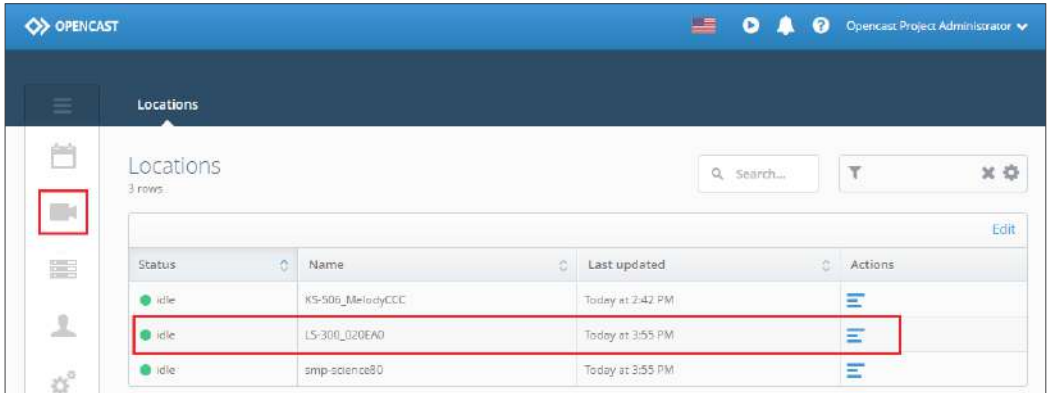 OPENCAST
Opencast Project Administrator
Locations
Locations
3 rows
Search...
Edit
Status Name Last updated Actions
idle KS-506_MelodyCCC Today at 2:42 PM
idle LS-300_020EA0 Today at 3:55 PM
idle smp-science80 Today at 3:55 PM